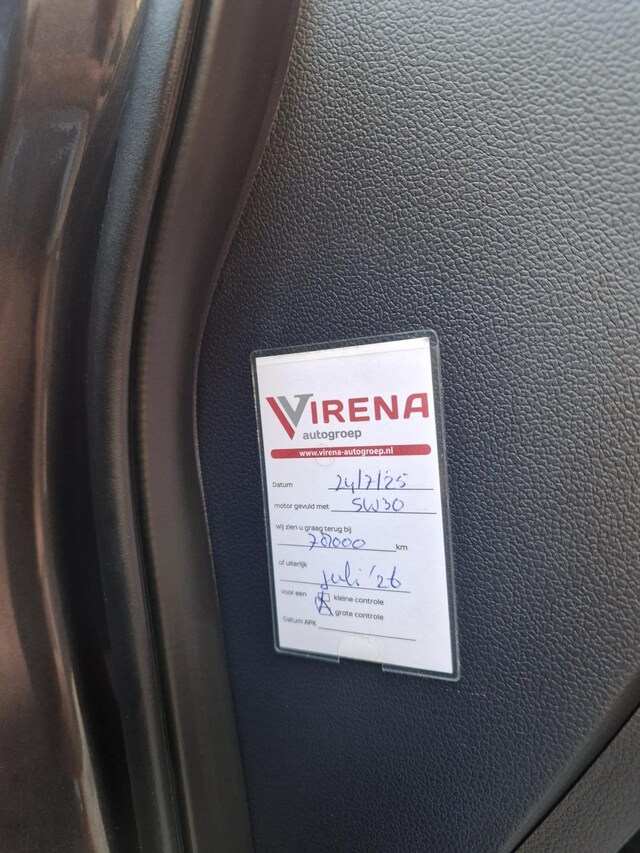 VIRENA
autogroep
www.virena-autogroep.nl
Datum 24/7/'25
motor gevuld met 5W30
wij zien u graag terug bij
km
of uiterlijk
juli '26
voor een kleine controle
grote controle
Datum APK